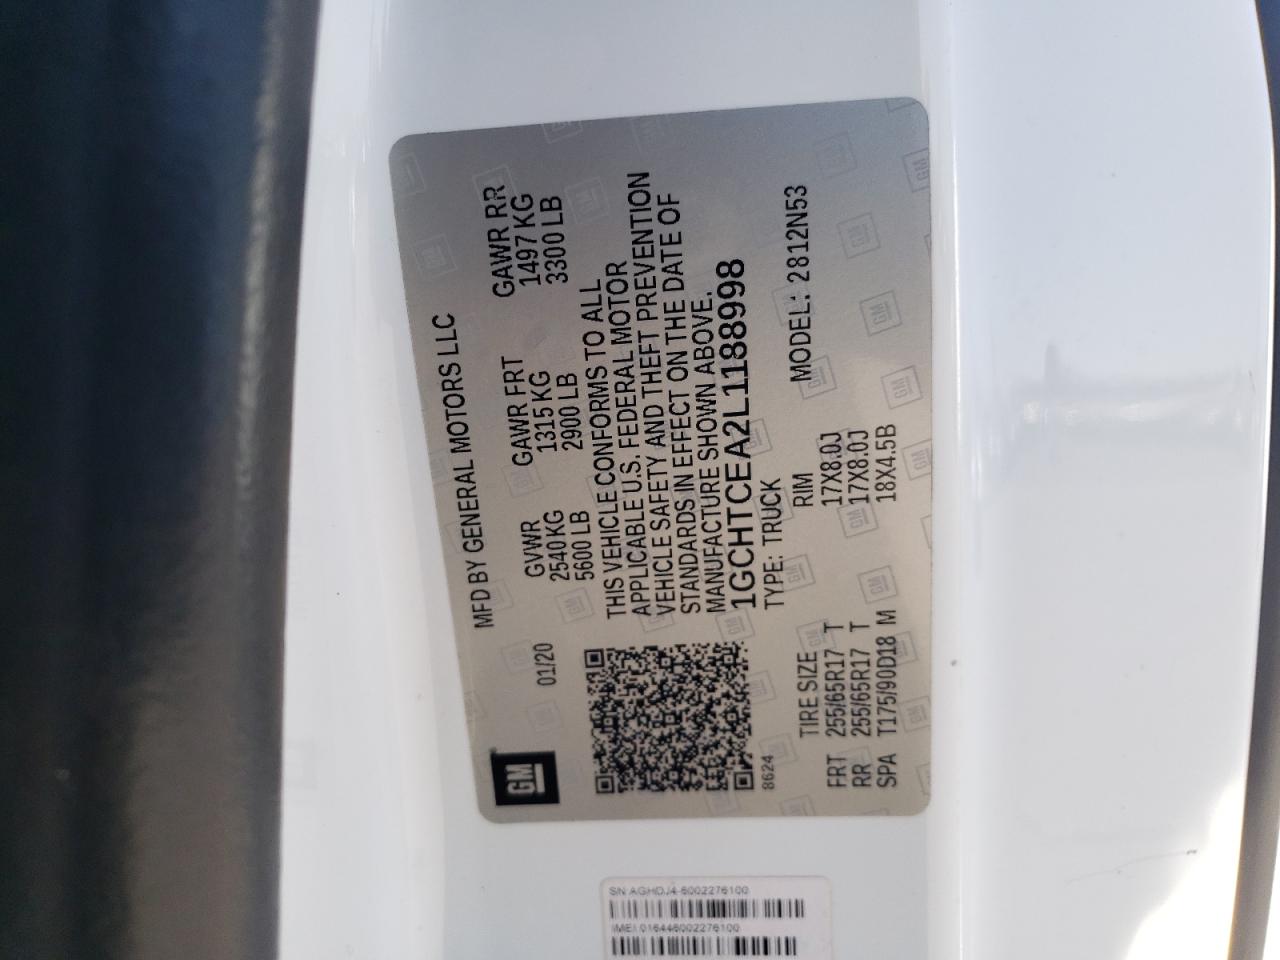 MFD BY GENERAL MOTORS LLC
GM
01/20
GVWR GAWR FRT GAWR RR
2540 KG 1315 KG 1497 KG
5600 LB 2900 LB 3300 LB
THIS VEHICLE CONFORMS TO ALL
APPLICABLE U.S. FEDERAL MOTOR
VEHICLE SAFETY AND THEFT PREVENTION
STANDARDS IN EFFECT ON THE DATE OF
MANUFACTURE SHOWN ABOVE.
1GCHTCEA2L1188998
8624
TYPE: TRUCK MODEL: 2812N53
TIRE SIZE RIM
FRT 255/65R17 T 17X8.0J
RR 255/65R17 T 17X8.0J
SPA T175/90D18 M 18X4.5B
SN AGHDJ4-6002276100
IMEI 016446002276100